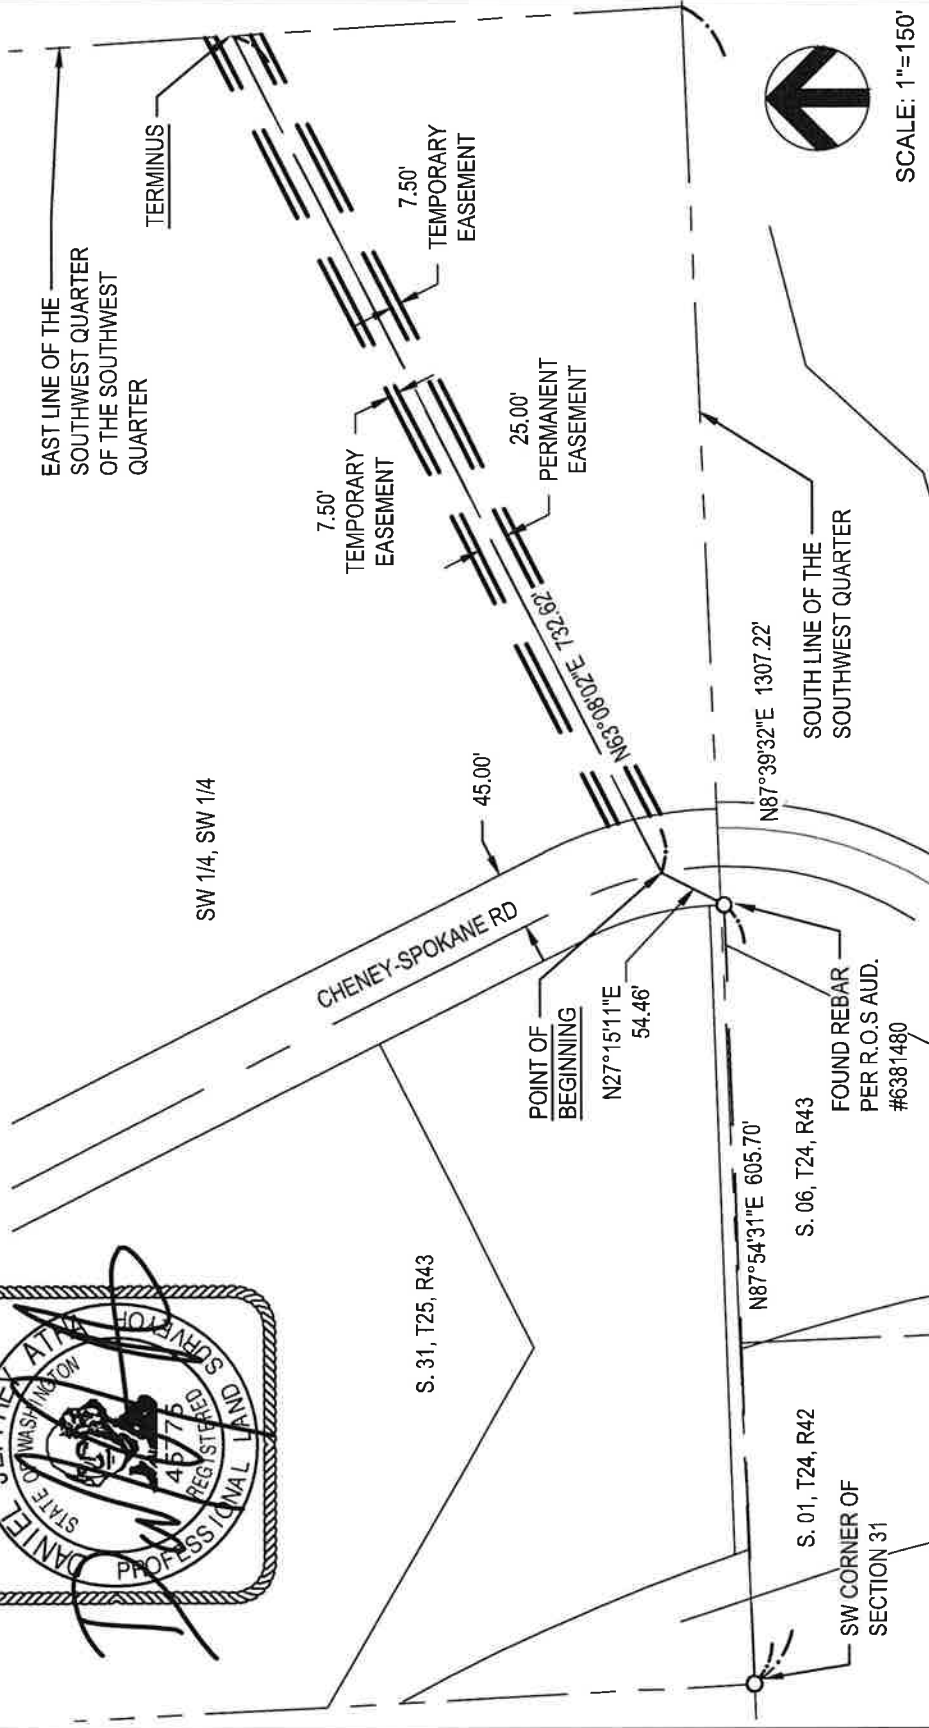 EAST LINE OF THE
SOUTHWEST QUARTER
OF THE SOUTHWEST
QUARTER
TERMINUS
7.50'
TEMPORARY
EASEMENT
7.50'
TEMPORARY
EASEMENT
25.00'
PERMANENT
EASEMENT
SW 1/4, SW 1/4
45.00'
CHENEY-SPOKANE RD
N63°08'02"E 732.62'
POINT OF
BEGINNING
N27°15'11"E
54.46'
N87°39'32"E 1307.22'
SOUTH LINE OF THE
SOUTHWEST QUARTER
FOUND REBAR
PER R.O.S AUD.
#6381480
N87°54'31"E 605.70'
S. 06, T24, R43
S. 31, T25, R43
S. 01, T24, R42
SW CORNER OF
SECTION 31
SCALE: 1"=150'
DANIEL
STATE OF WASHINGTON
45775
REGISTERED
PROFESSIONAL LAND SURVEYOR